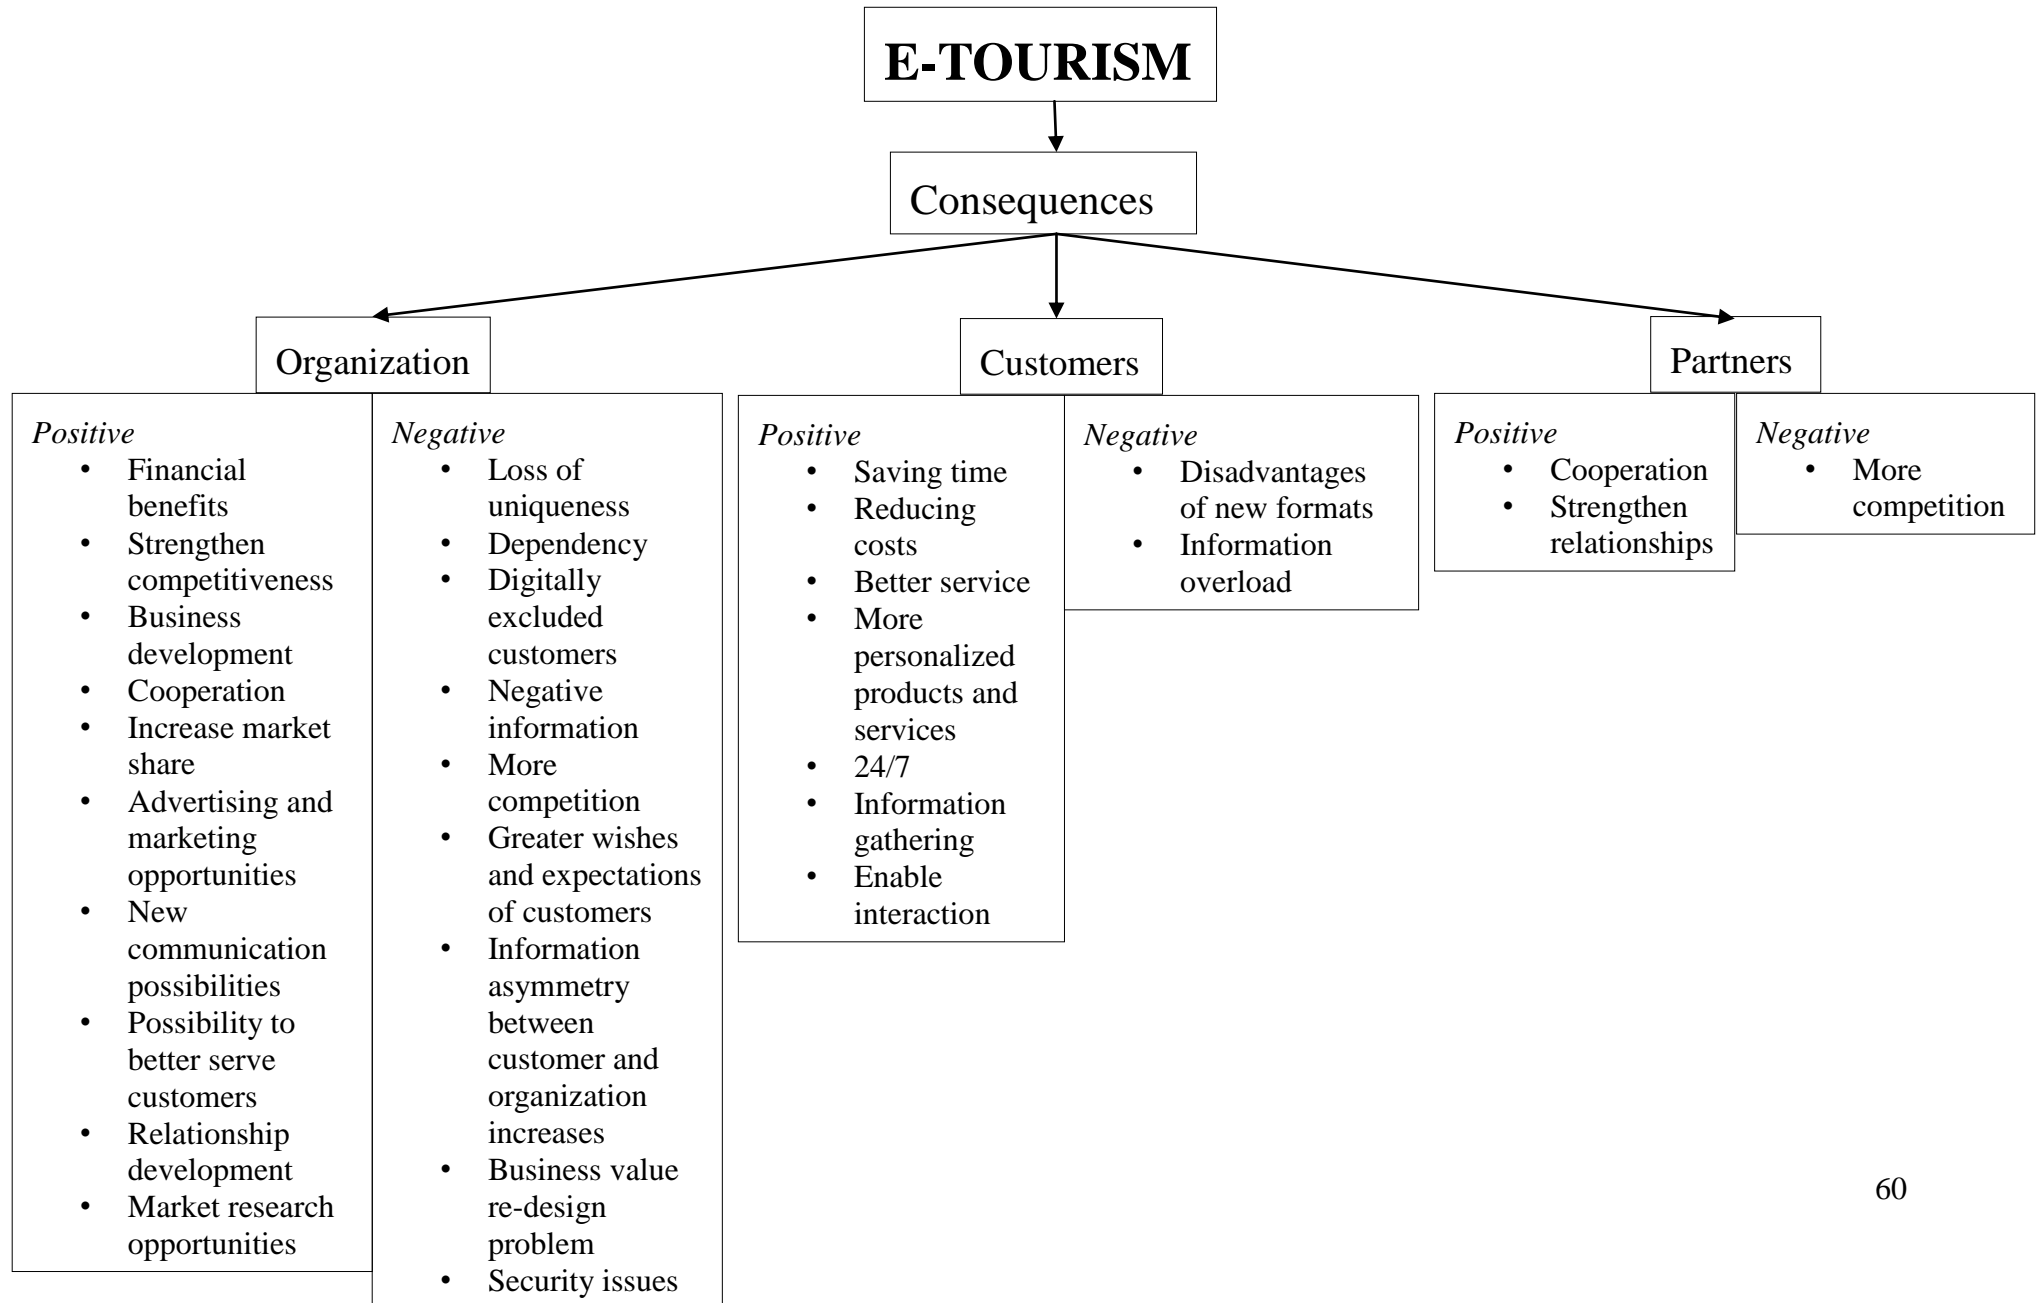 E-TOURISM
Consequences
Organization
Positive
• Financial
benefits
• Strengthen
competitiveness
• Business
development
• Cooperation
• Increase market
share
• Advertising and
marketing
opportunities
• New
communication
possibilities
• Possibility to
better serve
customers
• Relationship
development
• Market research
opportunities
Negative
• Loss of
uniqueness
• Dependency
• Digitally
excluded
customers
• Negative
information
• More
competition
• Greater wishes
and expectations
of customers
• Information
asymmetry
between
customer and
organization
increases
• Business value
re-design
problem
• Security issues
Customers
Positive
• Saving time
• Reducing
costs
• Better service
• More
personalized
products and
services
• 24/7
• Information
gathering
• Enable
interaction
Negative
• Disadvantages
of new formats
• Information
overload
Partners
Positive
• Cooperation
• Strengthen
relationships
Negative
• More
competition
60